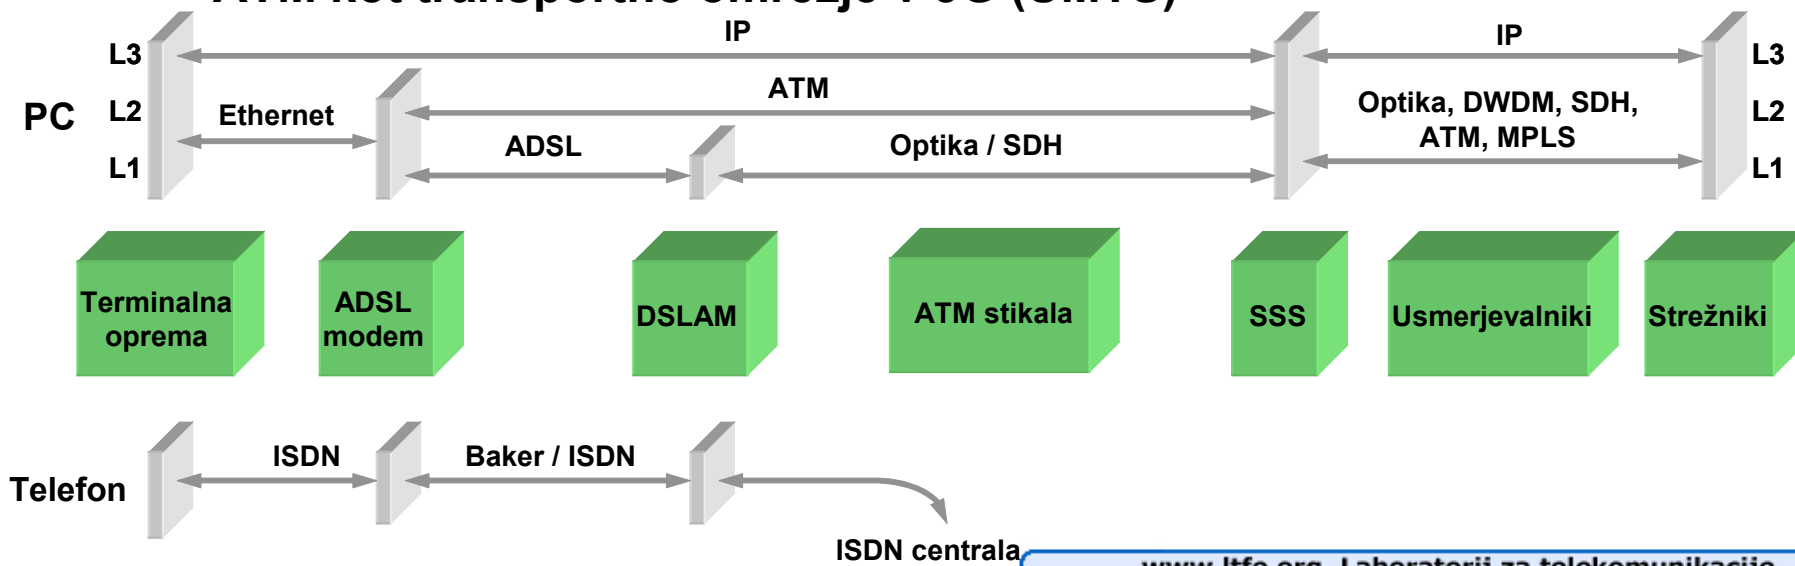 IP
IP
L3
L3
ATM
PC
L2
Ethernet
Optika, DWDM, SDH,
ATM, MPLS
L2
ADSL
Optika / SDH
L1
L1
Terminalna
oprema
ADSL
modem
DSLAM
ATM stikala
SSS
Usmerjevalniki
Strežniki
ISDN
Baker / ISDN
Telefon
ISDN centrala